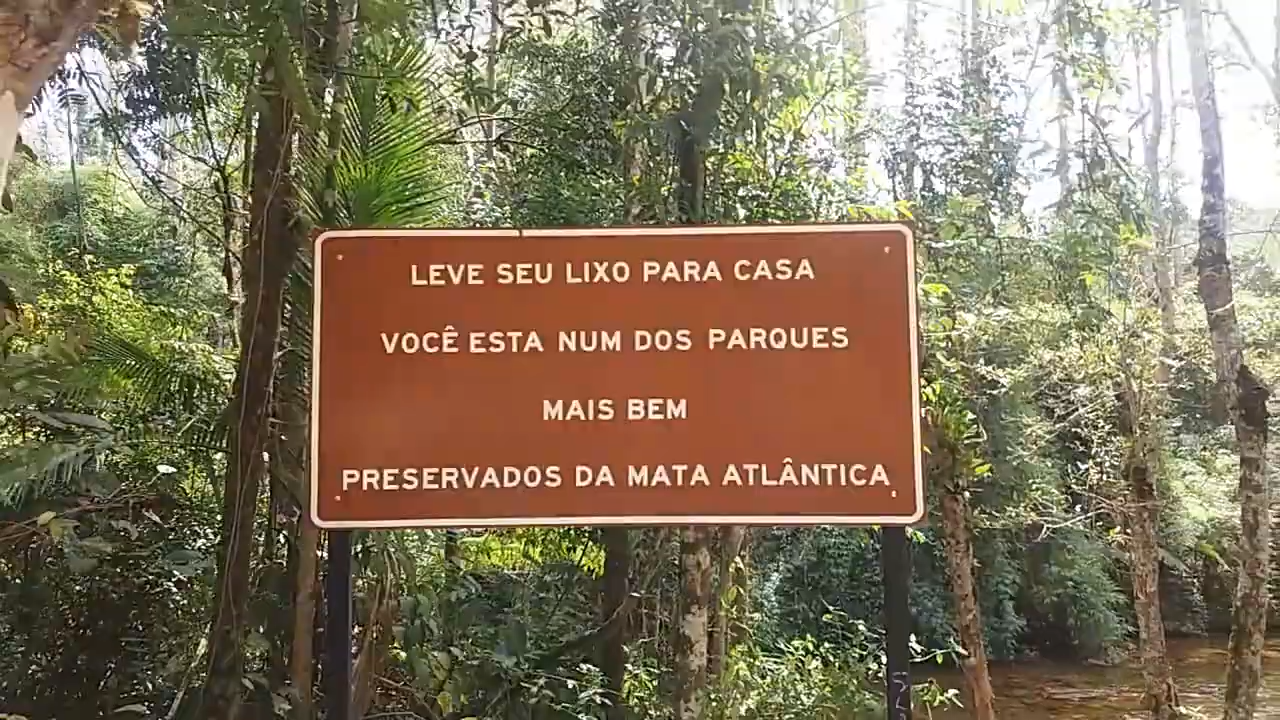 LEVE SEU LIXO PARA CASA
VOCÊ ESTA NUM DOS PARQUES
MAIS BEM
PRESERVADOS DA MATA ATLÂNTICA